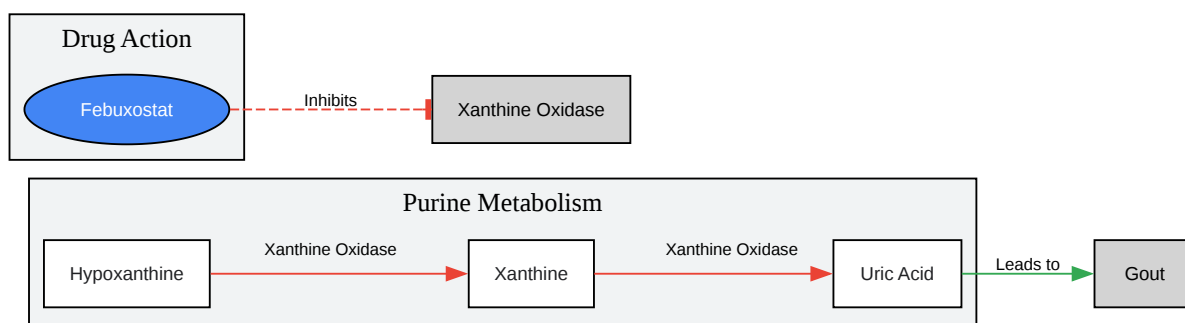 Drug Action
Febuxostat
Inhibits
Xanthine Oxidase
Purine Metabolism
Hypoxanthine
Xanthine Oxidase
Xanthine
Xanthine Oxidase
Uric Acid
Leads to
Gout